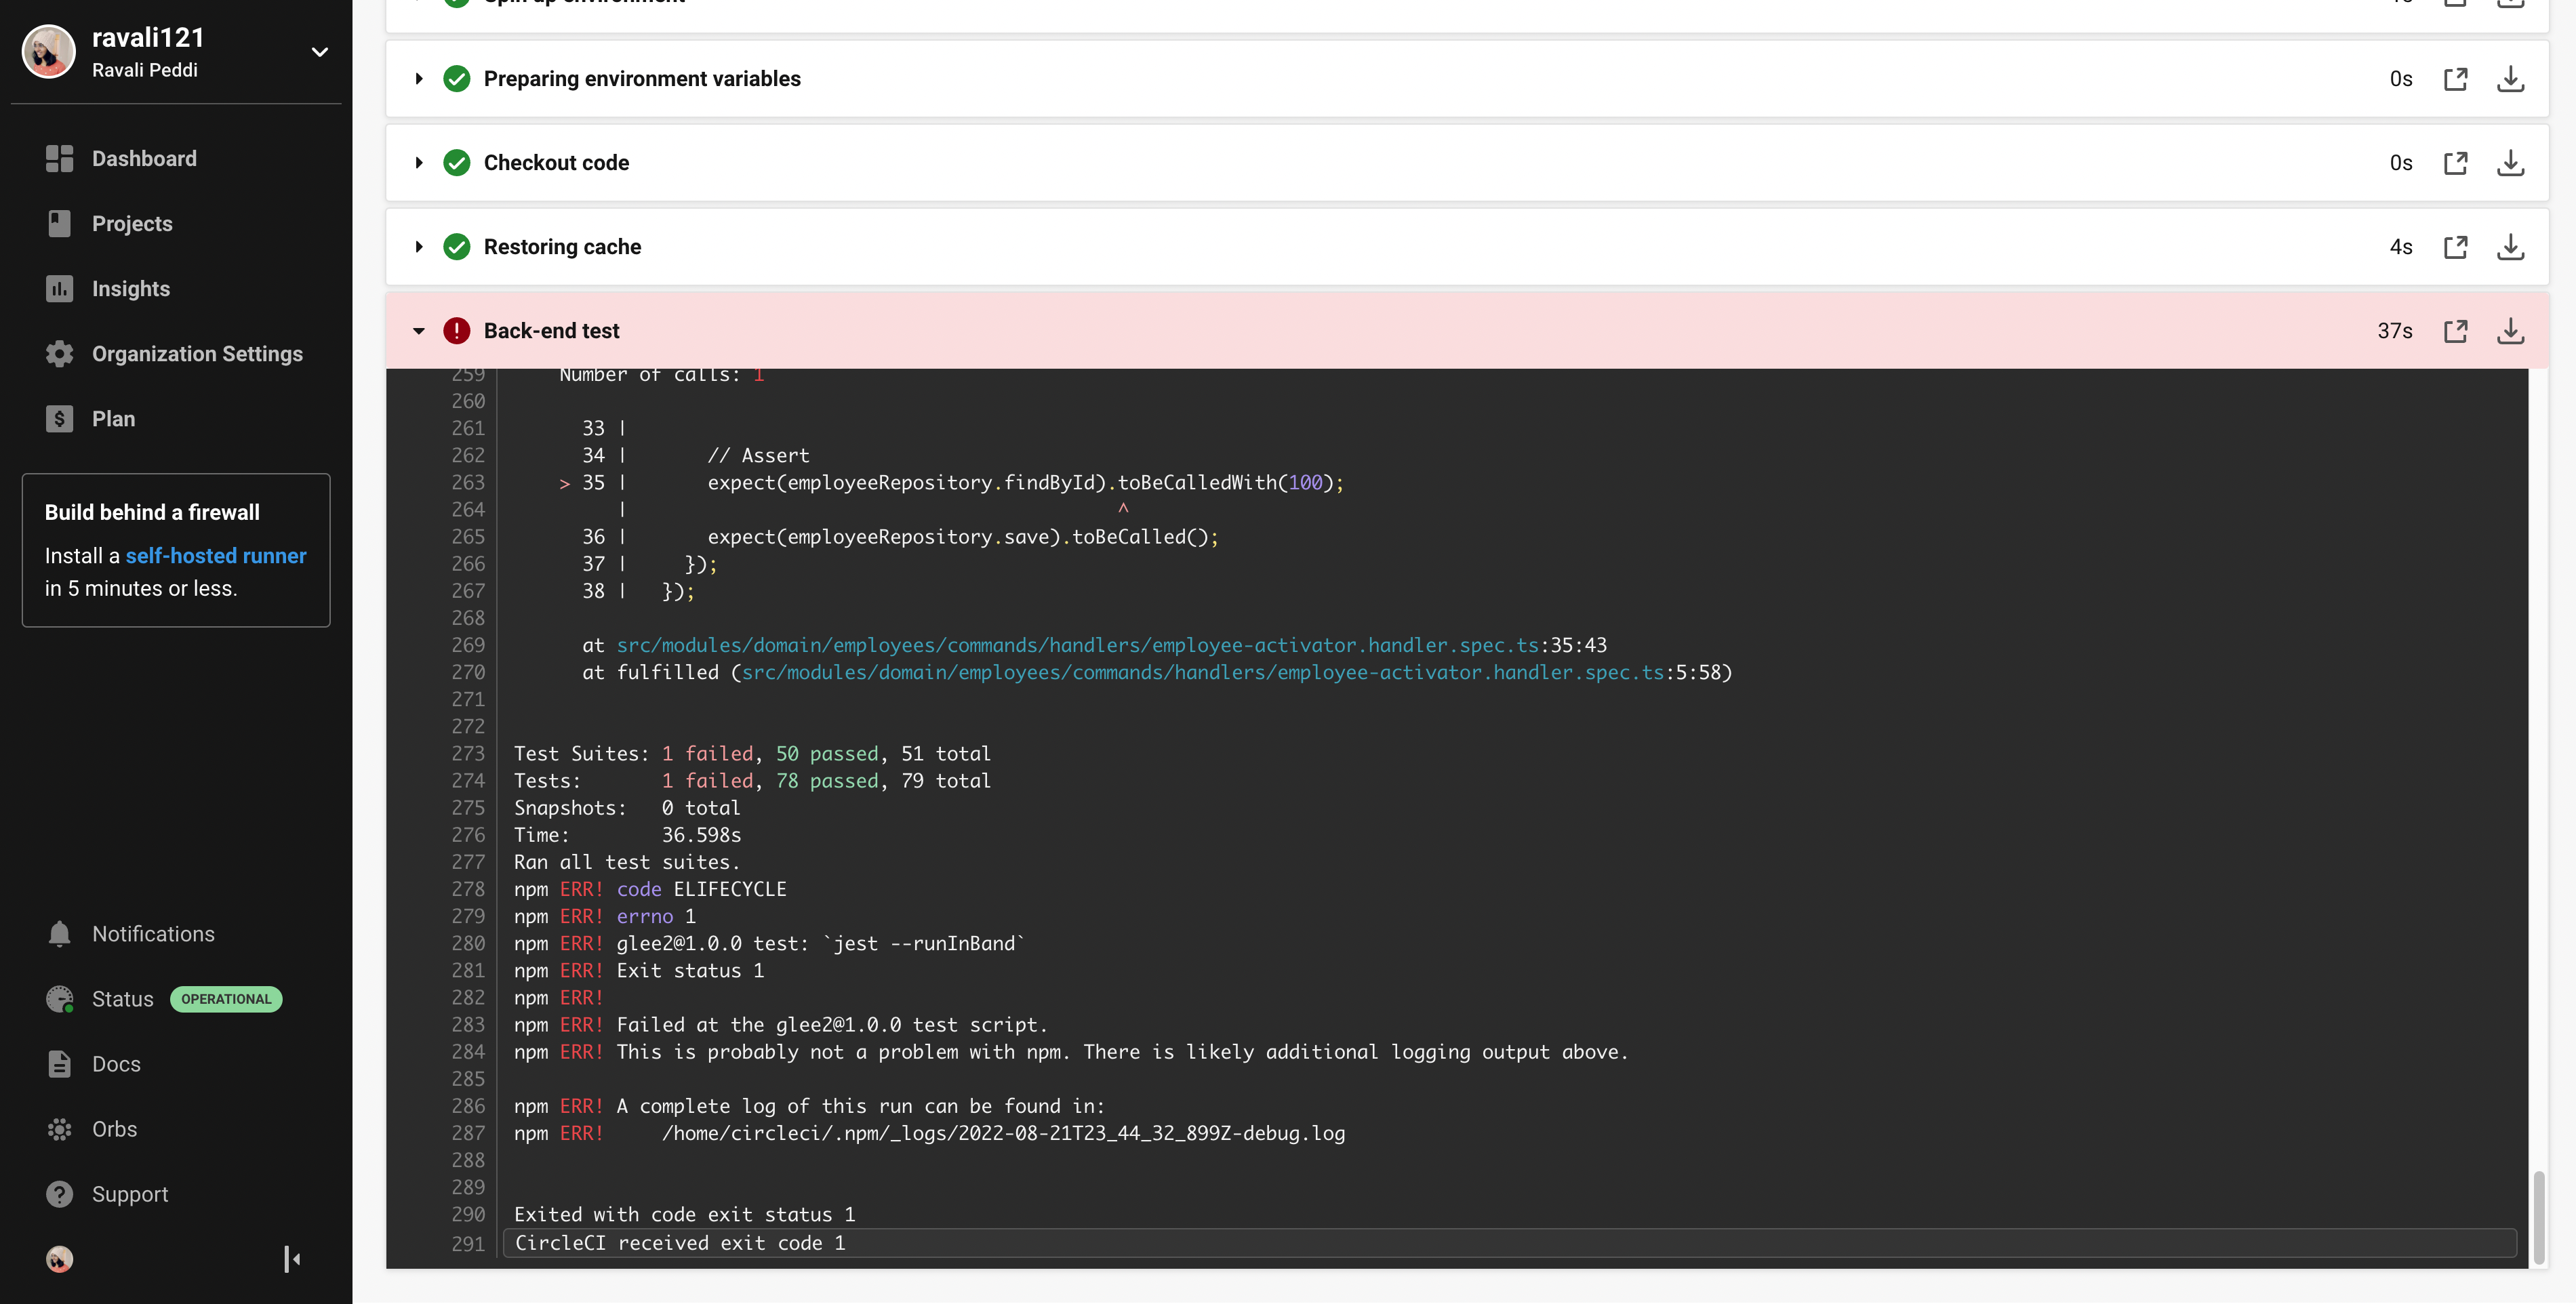 ravali121
Ravali Peddi
Dashboard
Projects
Insights
Organization Settings
Plan
Build behind a firewall
Install a self-hosted runner
in 5 minutes or less.
Notifications
Status OPERATIONAL
Docs
Orbs
Support
Spin up environment
Preparing environment variables 0s
Checkout code 0s
Restoring cache 4s
Back-end test 37s
259 Number of calls: 1
260
261 33 |
262 34 | // Assert
263 > 35 | expect(employeeRepository.findById).toBeCalledWith(100);
264 | ^
265 36 | expect(employeeRepository.save).toBeCalled();
266 37 | });
267 38 | });
268
269 at src/modules/domain/employees/commands/handlers/employee-activator.handler.spec.ts:35:43
270 at fulfilled (src/modules/domain/employees/commands/handlers/employee-activator.handler.spec.ts:5:58)
271
272
273 Test Suites: 1 failed, 50 passed, 51 total
274 Tests: 1 failed, 78 passed, 79 total
275 Snapshots: 0 total
276 Time: 36.598s
277 Ran all test suites.
278 npm ERR! code ELIFECYCLE
279 npm ERR! errno 1
280 npm ERR! glee2@1.0.0 test: `jest --runInBand`
281 npm ERR! Exit status 1
282 npm ERR!
283 npm ERR! Failed at the glee2@1.0.0 test script.
284 npm ERR! This is probably not a problem with npm. There is likely additional logging output above.
285
286 npm ERR! A complete log of this run can be found in:
287 npm ERR! /home/circleci/.npm/_logs/2022-08-21T23_44_32_899Z-debug.log
288
289
290 Exited with code exit status 1
291 CircleCI received exit code 1